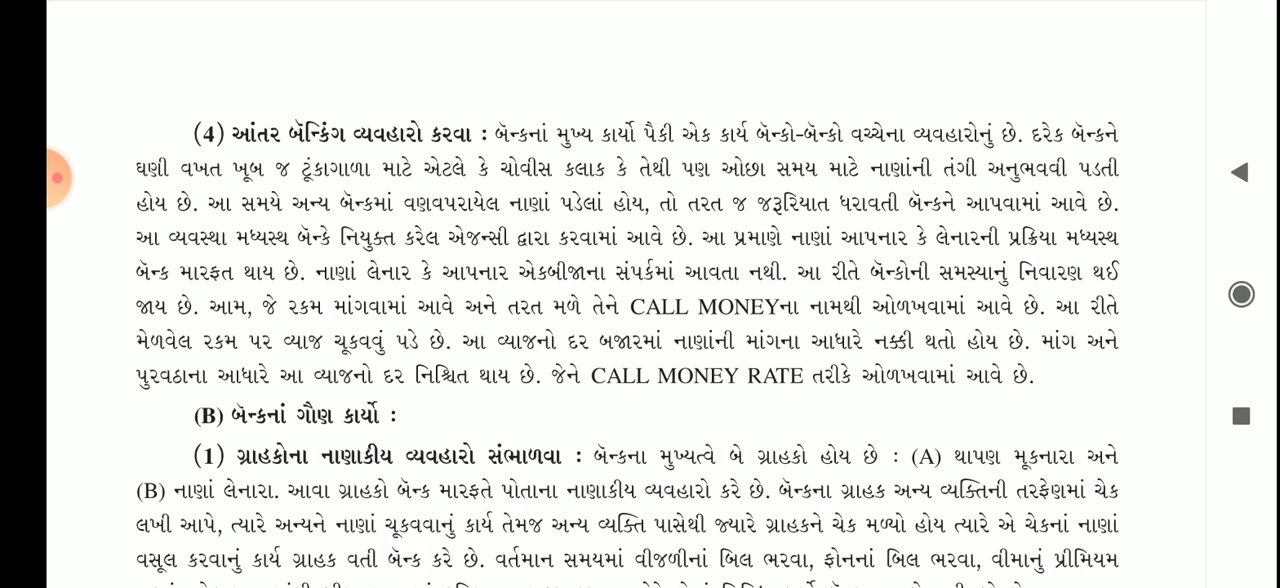 (4) આંતર બૅન્કિંગ વ્યવહારો કરવા : બૅન્કનાં મુખ્ય કાર્યો પૈકી એક કાર્ય બૅન્કો-બૅન્કો વચ્ચેના વ્યવહારોનું છે. દરેક બૅન્કને
ઘણી વખત ખૂબ જ ટૂંકાગાળા માટે એટલે કે ચોવીસ કલાક કે તેથી પણ ઓછા સમય માટે નાણાંની તંગી અનુભવવી પડતી
હોય છે. આ સમયે અન્ય બૅન્કમાં વણવપરાયેલ નાણાં પડેલાં હોય, તો તરત જ જરૂરિયાત ધરાવતી બૅન્કને આપવામાં આવે છે.
આ વ્યવસ્થા મધ્યસ્થ બૅન્કે નિયુક્ત કરેલ એજન્સી દ્વારા કરવામાં આવે છે. આ પ્રમાણે નાણાં આપનાર કે લેનારની પ્રક્રિયા મધ્યસ્થ
બૅન્ક મારફત થાય છે. નાણાં લેનાર કે આપનાર એકબીજાના સંપર્કમાં આવતા નથી. આ રીતે બૅન્કોની સમસ્યાનું નિવારણ થઈ
જાય છે. આમ, જે રકમ માંગવામાં આવે અને તરત મળે તેને CALL MONEYના નામથી ઓળખવામાં આવે છે. આ રીતે
મેળવેલ રકમ પર વ્યાજ ચૂકવવું પડે છે. આ વ્યાજનો દર બજારમાં નાણાંની માંગના આધારે નક્કી થતો હોય છે. માંગ અને
પુરવઠાના આધારે આ વ્યાજનો દર નિશ્ચિત થાય છે. જેને CALL MONEY RATE તરીકે ઓળખવામાં આવે છે.
(B) બૅન્કનાં ગૌણ કાર્યો :
(1) ગ્રાહકોના નાણાકીય વ્યવહારો સંભાળવા : બૅન્કના મુખ્યત્વે બે ગ્રાહકો હોય છે : (A) થાપણ મૂકનારા અને
(B) નાણાં લેનારા. આવા ગ્રાહકો બૅન્ક મારફતે પોતાના નાણાકીય વ્યવહારો કરે છે. બૅન્કના ગ્રાહક અન્ય વ્યક્તિની તરફેણમાં ચેક
લખી આપે, ત્યારે અન્યને નાણાં ચૂકવવાનું કાર્ય તેમજ અન્ય વ્યક્તિ પાસેથી જ્યારે ગ્રાહકને ચેક મળ્યો હોય ત્યારે એ ચેકનાં નાણાં
વસૂલ કરવાનું કાર્ય ગ્રાહક વતી બૅન્ક કરે છે. વર્તમાન સમયમાં વીજળીનાં બિલ ભરવા, ફોનનાં બિલ ભરવા, વીમાનું પ્રીમિયમ